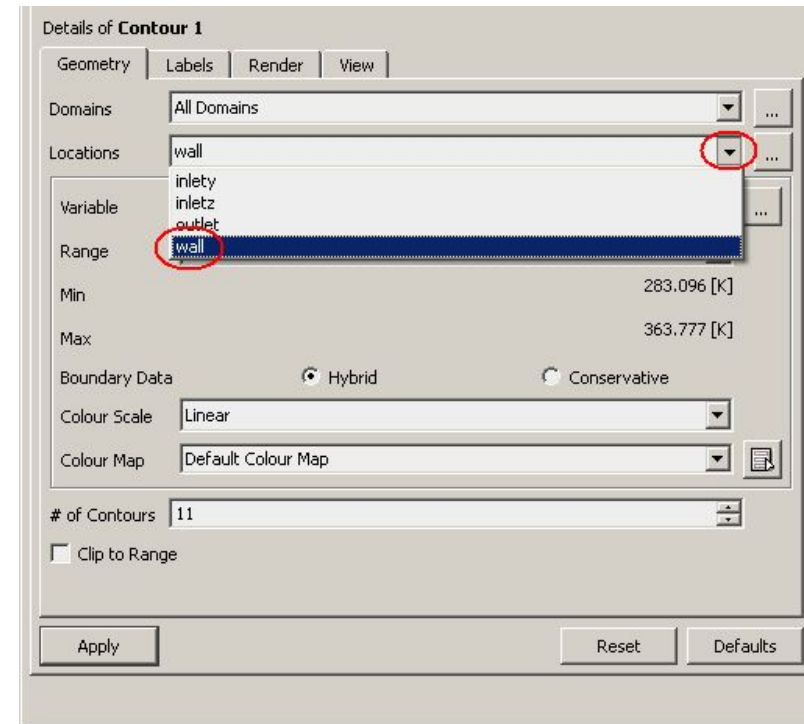 Details of Contour 1
Geometry Labels Render View
Domains All Domains ...
Locations wall ...
inlety
inletz
Variable ...
outlet
wall
Range
Min 283.096 [K]
Max 363.777 [K]
Boundary Data Hybrid Conservative
Colour Scale Linear
Colour Map Default Colour Map
# of Contours 11
Clip to Range
Apply Reset Defaults